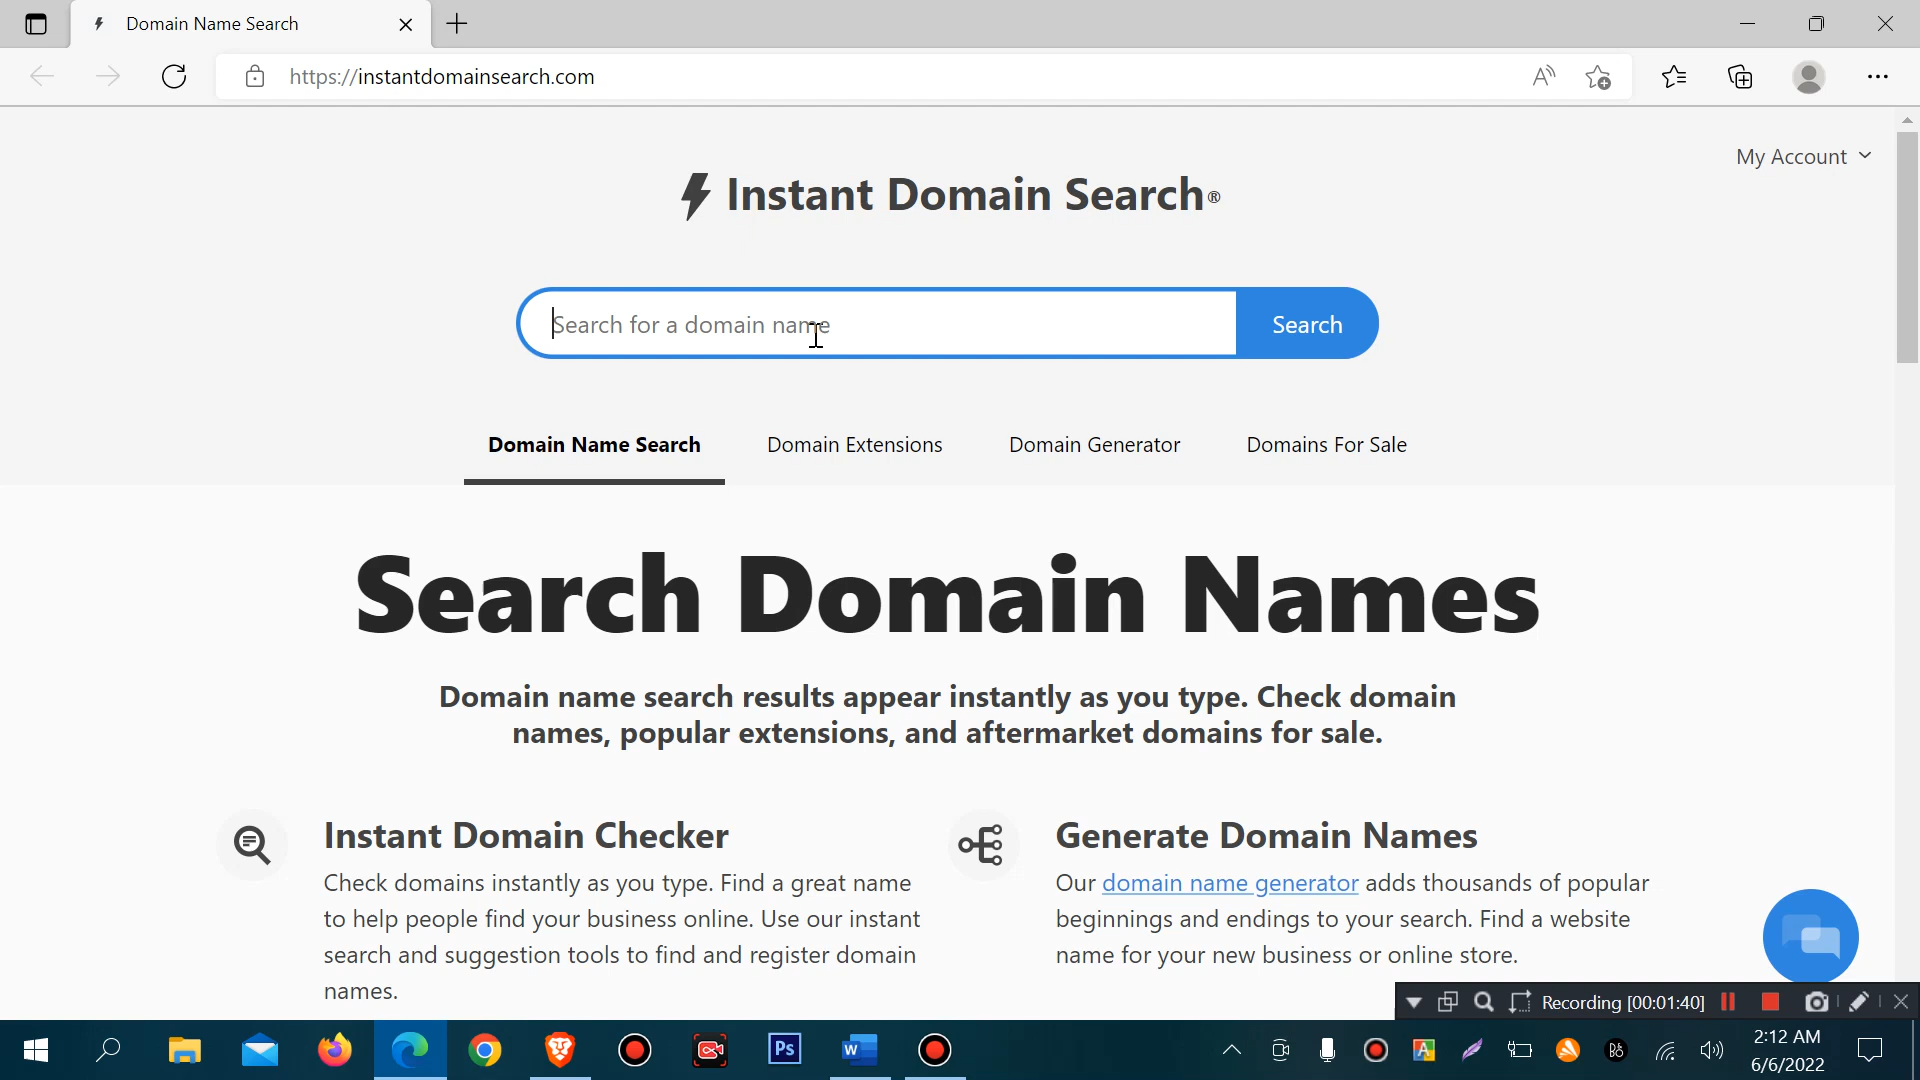 Domain Name Search
https://instantdomainsearch.com
My Account
Instant Domain Search®
Search for a domain name
Search
Domain Name Search
Domain Extensions
Domain Generator
Domains For Sale
Search Domain Names
Domain name search results appear instantly as you type. Check domain
names, popular extensions, and aftermarket domains for sale.
Instant Domain Checker
Check domains instantly as you type. Find a great name
to help people find your business online. Use our instant
search and suggestion tools to find and register domain
names.
Generate Domain Names
Our domain name generator adds thousands of popular
beginnings and endings to your search. Find a website
name for your new business or online store.
Recording [00:01:40]
Ps
W
2:12 AM
6/6/2022